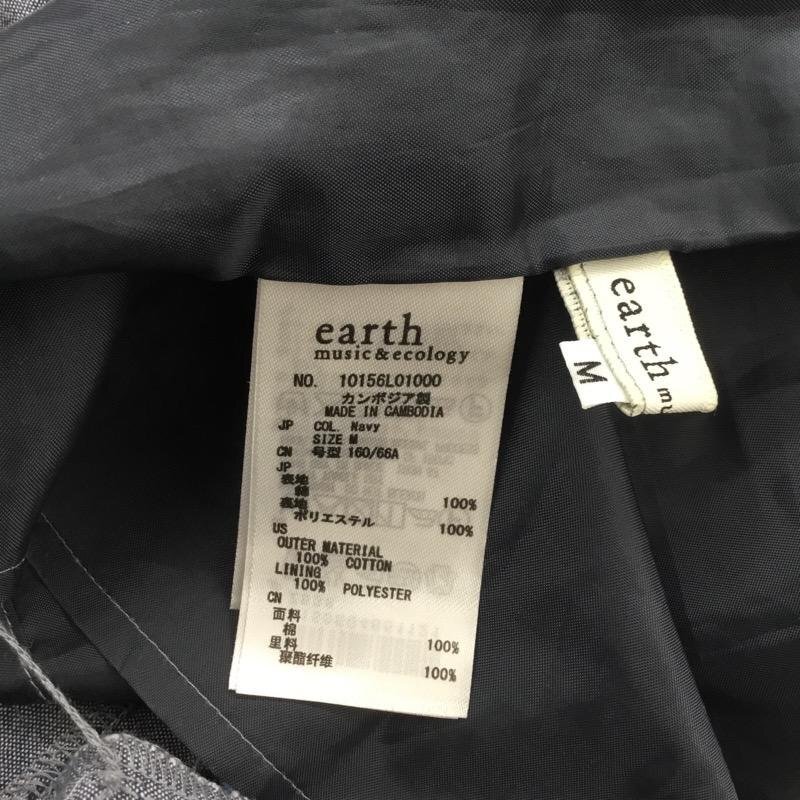 earth
music&ecology
NO. 10156L01000
カンボジア製
MADE IN CAMBODIA
JP COL. Navy
SIZE M
CN 号型 160/66A
JP
表地
綿 100%
裏地
ポリエステル 100%
US
OUTER MATERIAL
100% COTTON
LINING
100% POLYESTER
CN
面料
棉 100%
里料
聚酯纤维 100%
earth
mu
M